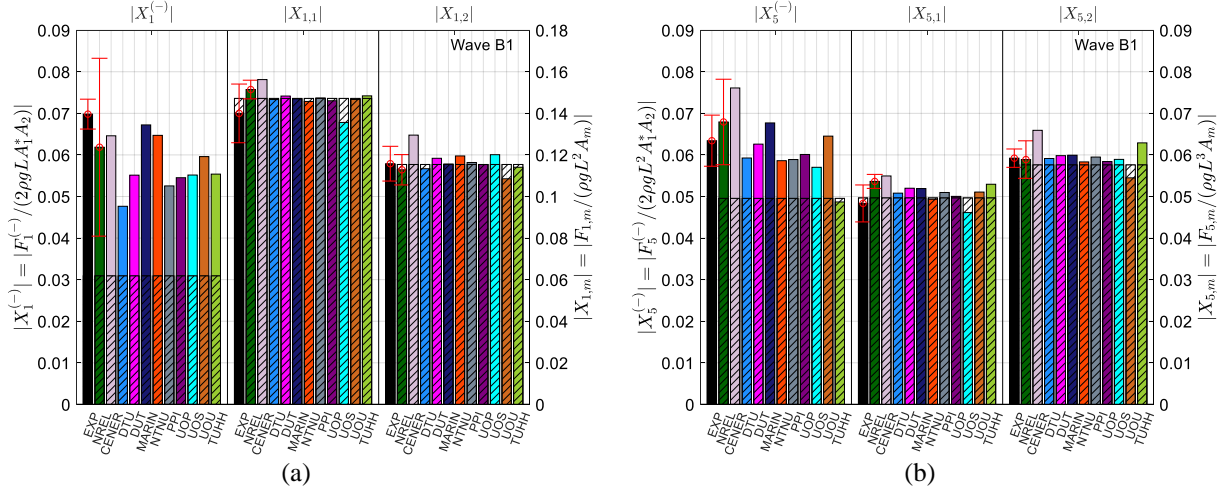 |X_1^{(-)}| |X_{1,1}| |X_{1,2}|
Wave B1
|X_1^{(-)}| = |F_1^{(-)}/(2ρgLA_1^*A_2)|
0.09
0.08
0.07
0.06
0.05
0.04
0.03
0.02
0.01
0
0.18
0.16
0.14
0.12
0.1
0.08
0.06
0.04
0.02
0
|X_{1,m}| = |F_{1,m}/(ρgL^2A_m)|
EXP NREL CENER DTU DUT MARIN NTNU PPI UOP UOS UOU TUHH
EXP NREL CENER DTU DUT MARIN NTNU PPI UOP UOS UOU TUHH
EXP NREL CENER DTU DUT MARIN NTNU PPI UOP UOS UOU TUHH
(a)
|X_5^{(-)}| |X_{5,1}| |X_{5,2}|
Wave B1
|X_5^{(-)}| = |F_5^{(-)}/(2ρgL^2A_1^*A_2)|
0.09
0.08
0.07
0.06
0.05
0.04
0.03
0.02
0.01
0
0.09
0.08
0.07
0.06
0.05
0.04
0.03
0.02
0.01
0
|X_{5,m}| = |F_{5,m}/(ρgL^3A_m)|
EXP NREL CENER DTU DUT MARIN NTNU PPI UOP UOS UOU TUHH
EXP NREL CENER DTU DUT MARIN NTNU PPI UOP UOS UOU TUHH
EXP NREL CENER DTU DUT MARIN NTNU PPI UOP UOS UOU TUHH
(b)